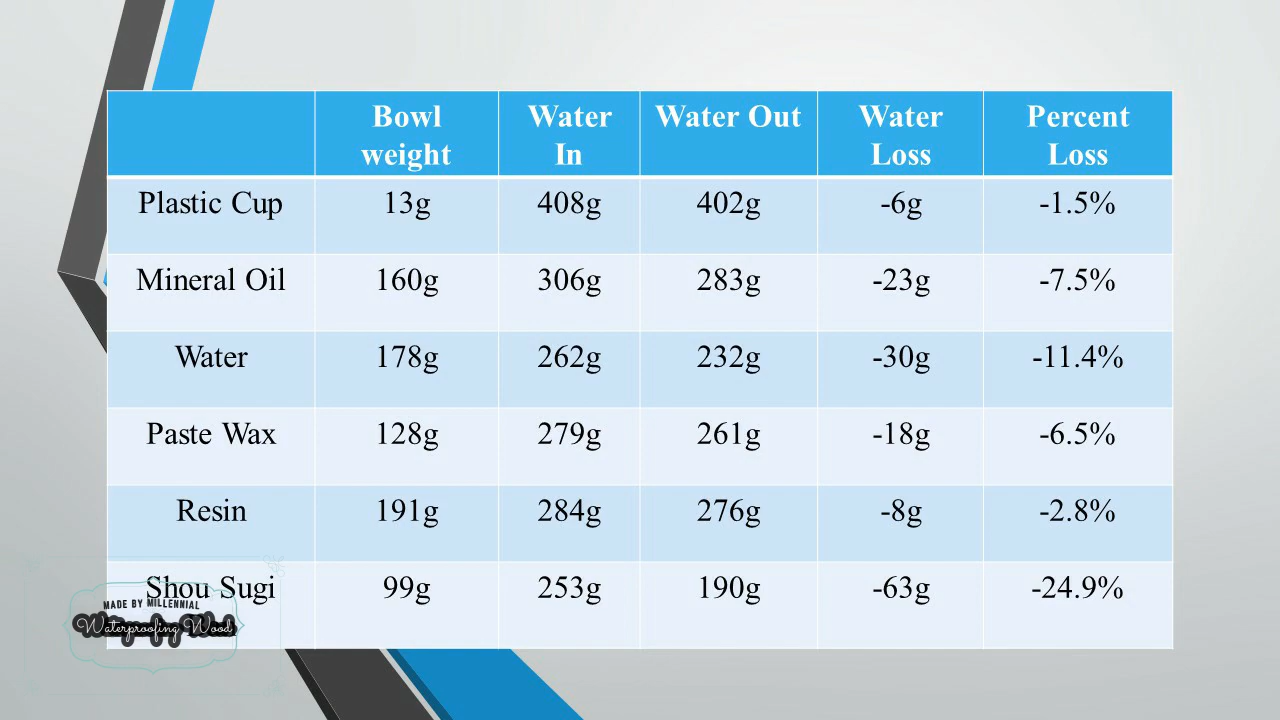 Bowl weight Water In Water Out Water Loss Percent Loss
Plastic Cup 13g 408g 402g -6g -1.5%
Mineral Oil 160g 306g 283g -23g -7.5%
Water 178g 262g 232g -30g -11.4%
Paste Wax 128g 279g 261g -18g -6.5%
Resin 191g 284g 276g -8g -2.8%
Shou Sugi 99g 253g 190g -63g -24.9%
MADE BY MILLENNIAL
Waterproofing Wood